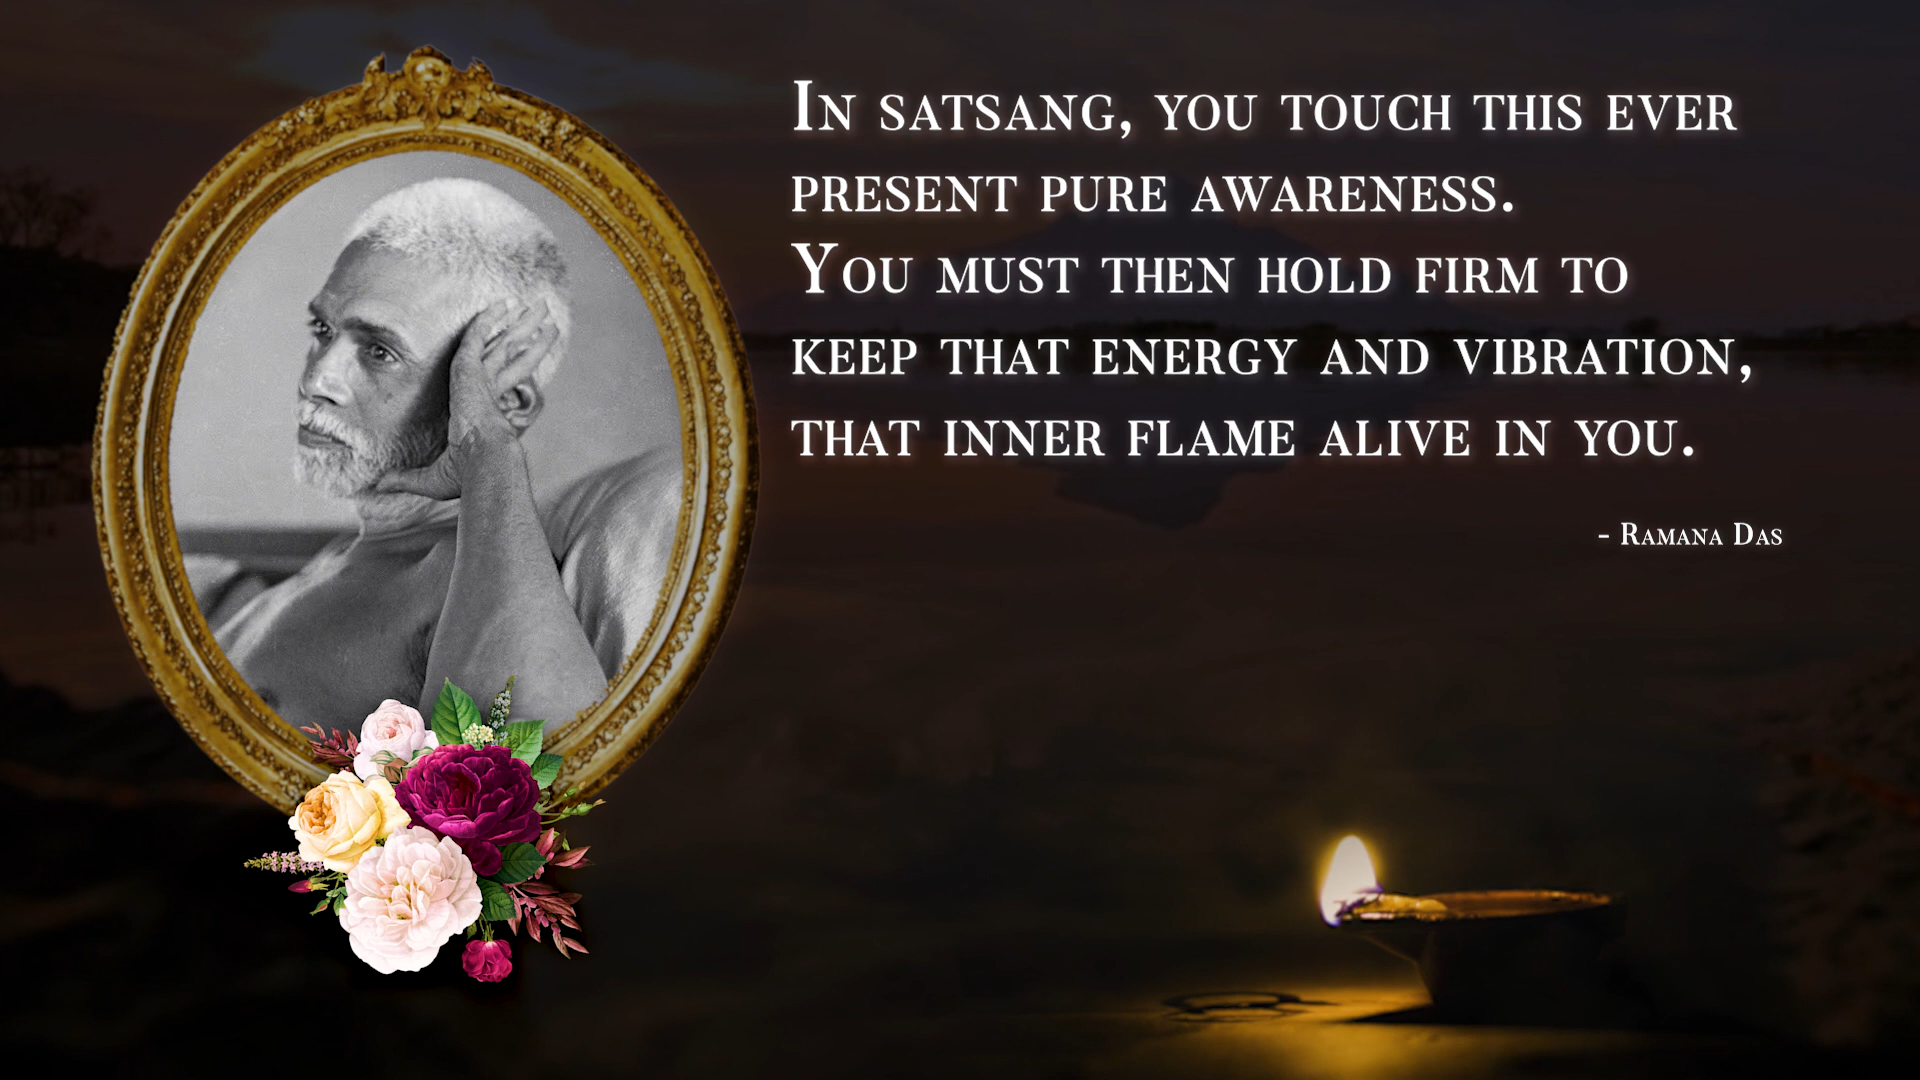 In satsang, you touch this ever
present pure awareness.
You must then hold firm to
keep that energy and vibration,
that inner flame alive in you.
- Ramana Das